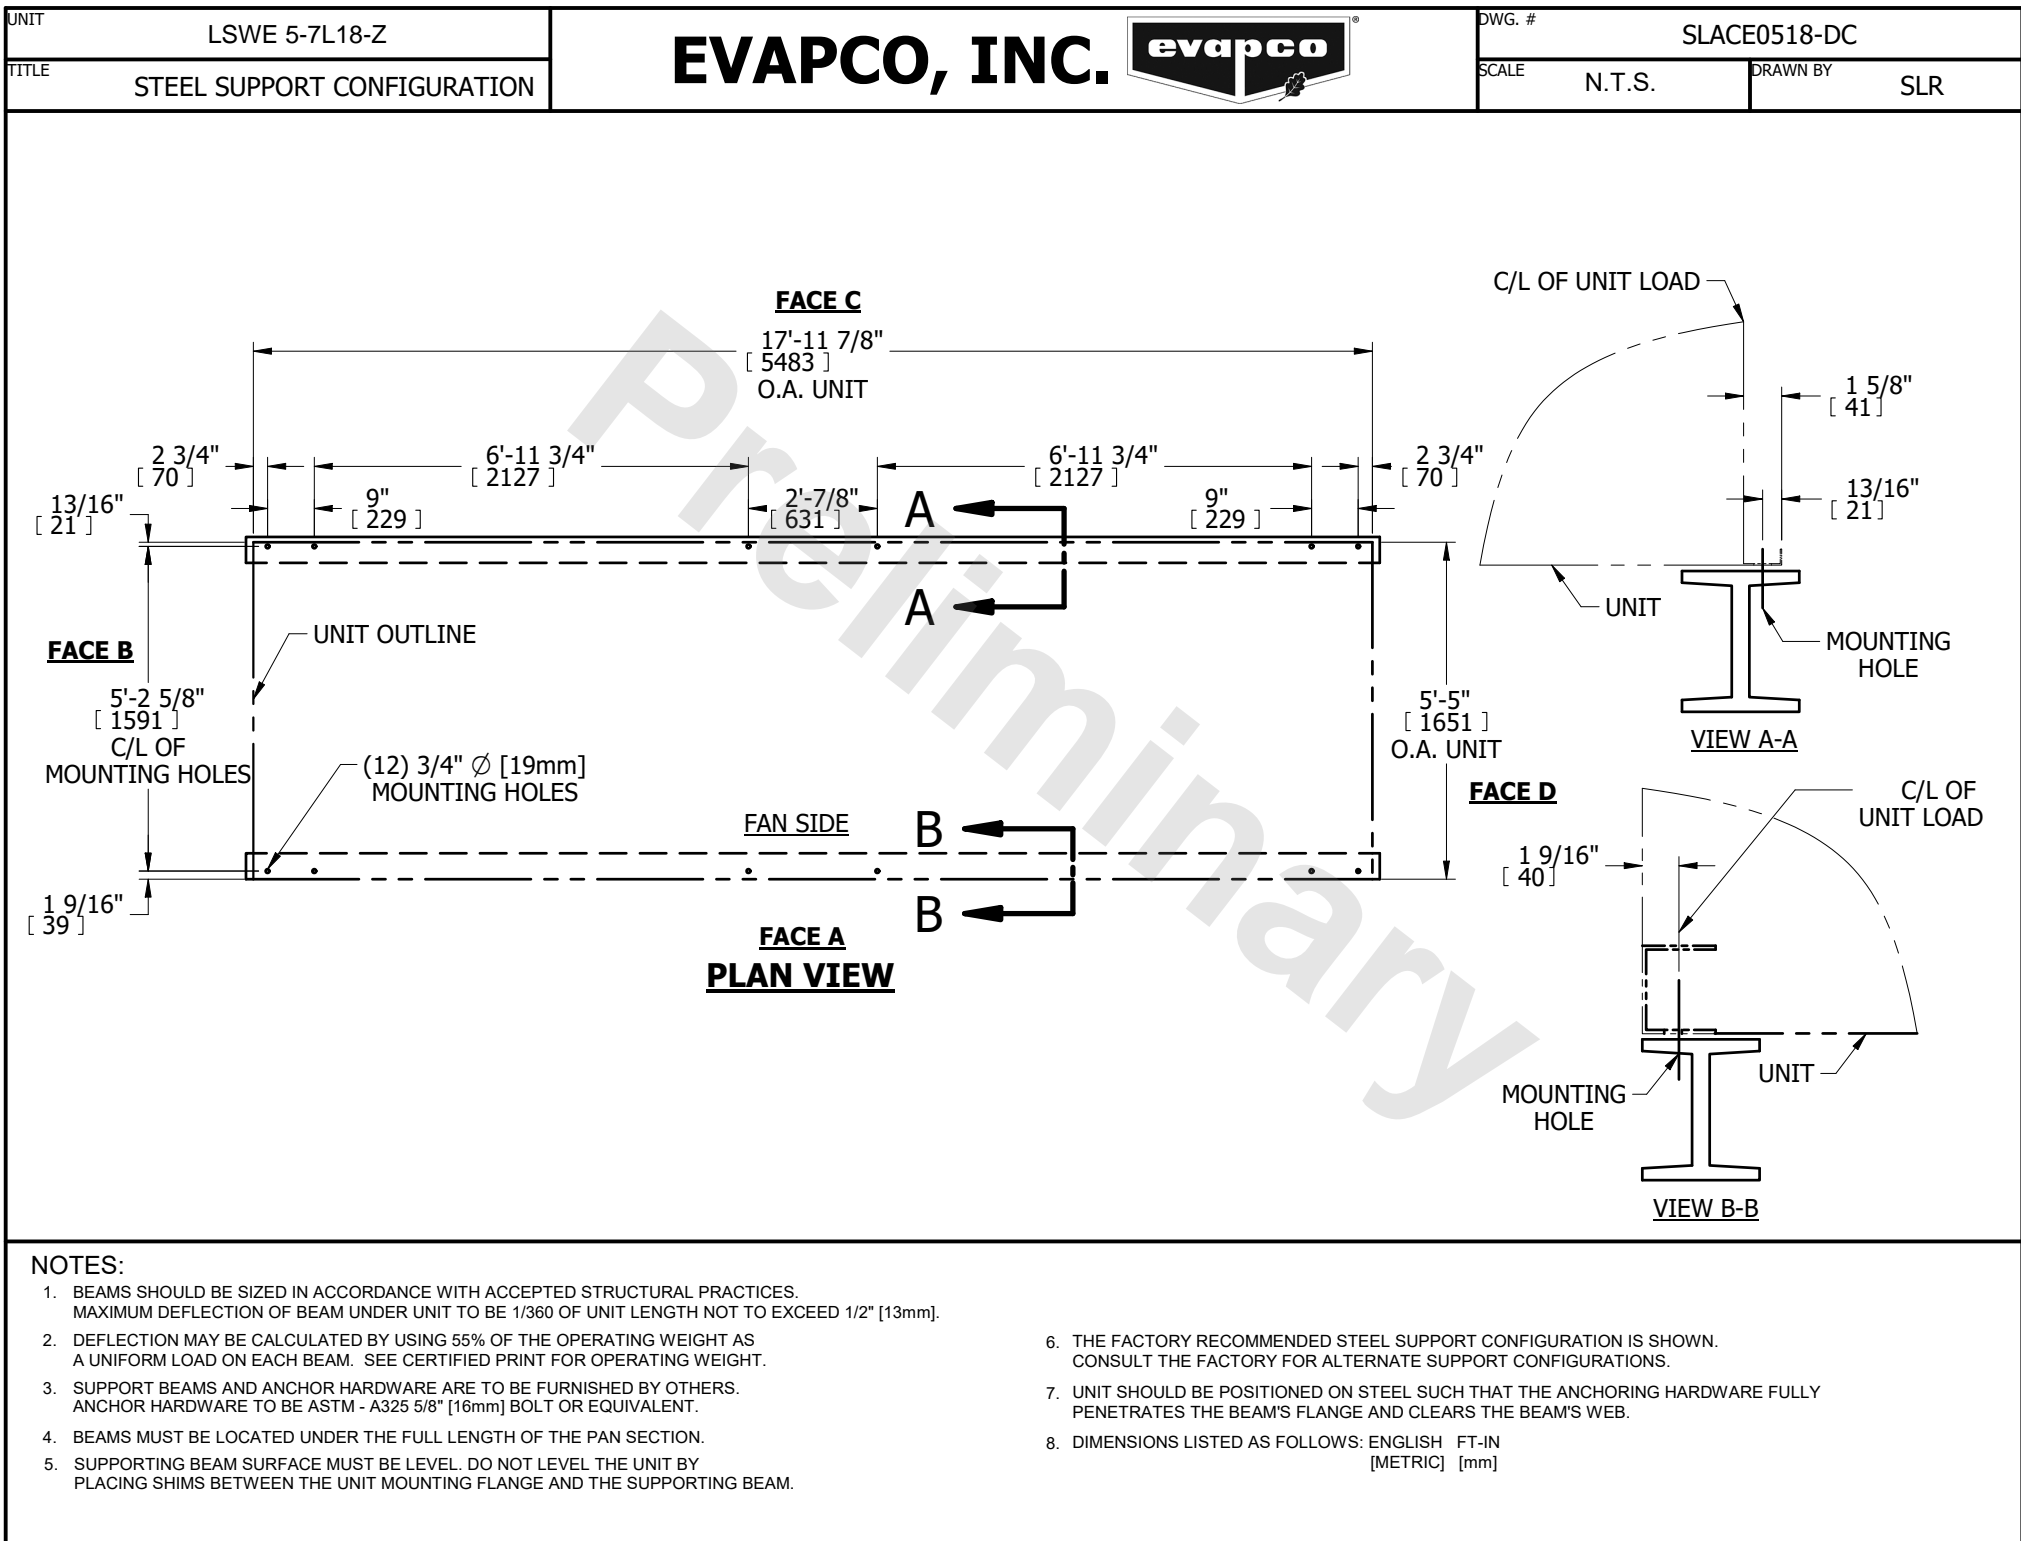 UNIT
LSWE 5-7L18-Z
TITLE
STEEL SUPPORT CONFIGURATION
EVAPCO, INC.
evapco
®
DWG. #
SLACE0518-DC
SCALE
N.T.S.
DRAWN BY
SLR
FACE C
17'-11 7/8"
[ 5483 ]
O.A. UNIT
2 3/4"
[ 70 ]
6'-11 3/4"
[ 2127 ]
6'-11 3/4"
[ 2127 ]
2 3/4"
[ 70 ]
13/16"
[ 21 ]
9"
[ 229 ]
2'-7/8"
[ 631 ]
9"
[ 229 ]
A
A
FACE B
UNIT OUTLINE
5'-2 5/8"
[ 1591 ]
C/L OF
MOUNTING HOLES
(12) 3/4" ∅ [19mm]
MOUNTING HOLES
5'-5"
[ 1651 ]
O.A. UNIT
FACE D
FAN SIDE
B
B
1 9/16"
[ 39 ]
FACE A
PLAN VIEW
C/L OF UNIT LOAD
1 5/8"
[ 41 ]
13/16"
[ 21 ]
UNIT
MOUNTING
HOLE
VIEW A-A
C/L OF
UNIT LOAD
1 9/16"
[ 40 ]
UNIT
MOUNTING
HOLE
VIEW B-B
Preliminary
NOTES:
1. BEAMS SHOULD BE SIZED IN ACCORDANCE WITH ACCEPTED STRUCTURAL PRACTICES.
MAXIMUM DEFLECTION OF BEAM UNDER UNIT TO BE 1/360 OF UNIT LENGTH NOT TO EXCEED 1/2" [13mm].
2. DEFLECTION MAY BE CALCULATED BY USING 55% OF THE OPERATING WEIGHT AS
A UNIFORM LOAD ON EACH BEAM. SEE CERTIFIED PRINT FOR OPERATING WEIGHT.
3. SUPPORT BEAMS AND ANCHOR HARDWARE ARE TO BE FURNISHED BY OTHERS.
ANCHOR HARDWARE TO BE ASTM - A325 5/8" [16mm] BOLT OR EQUIVALENT.
4. BEAMS MUST BE LOCATED UNDER THE FULL LENGTH OF THE PAN SECTION.
5. SUPPORTING BEAM SURFACE MUST BE LEVEL. DO NOT LEVEL THE UNIT BY
PLACING SHIMS BETWEEN THE UNIT MOUNTING FLANGE AND THE SUPPORTING BEAM.
6. THE FACTORY RECOMMENDED STEEL SUPPORT CONFIGURATION IS SHOWN.
CONSULT THE FACTORY FOR ALTERNATE SUPPORT CONFIGURATIONS.
7. UNIT SHOULD BE POSITIONED ON STEEL SUCH THAT THE ANCHORING HARDWARE FULLY
PENETRATES THE BEAM'S FLANGE AND CLEARS THE BEAM'S WEB.
8. DIMENSIONS LISTED AS FOLLOWS: ENGLISH FT-IN
[METRIC] [mm]